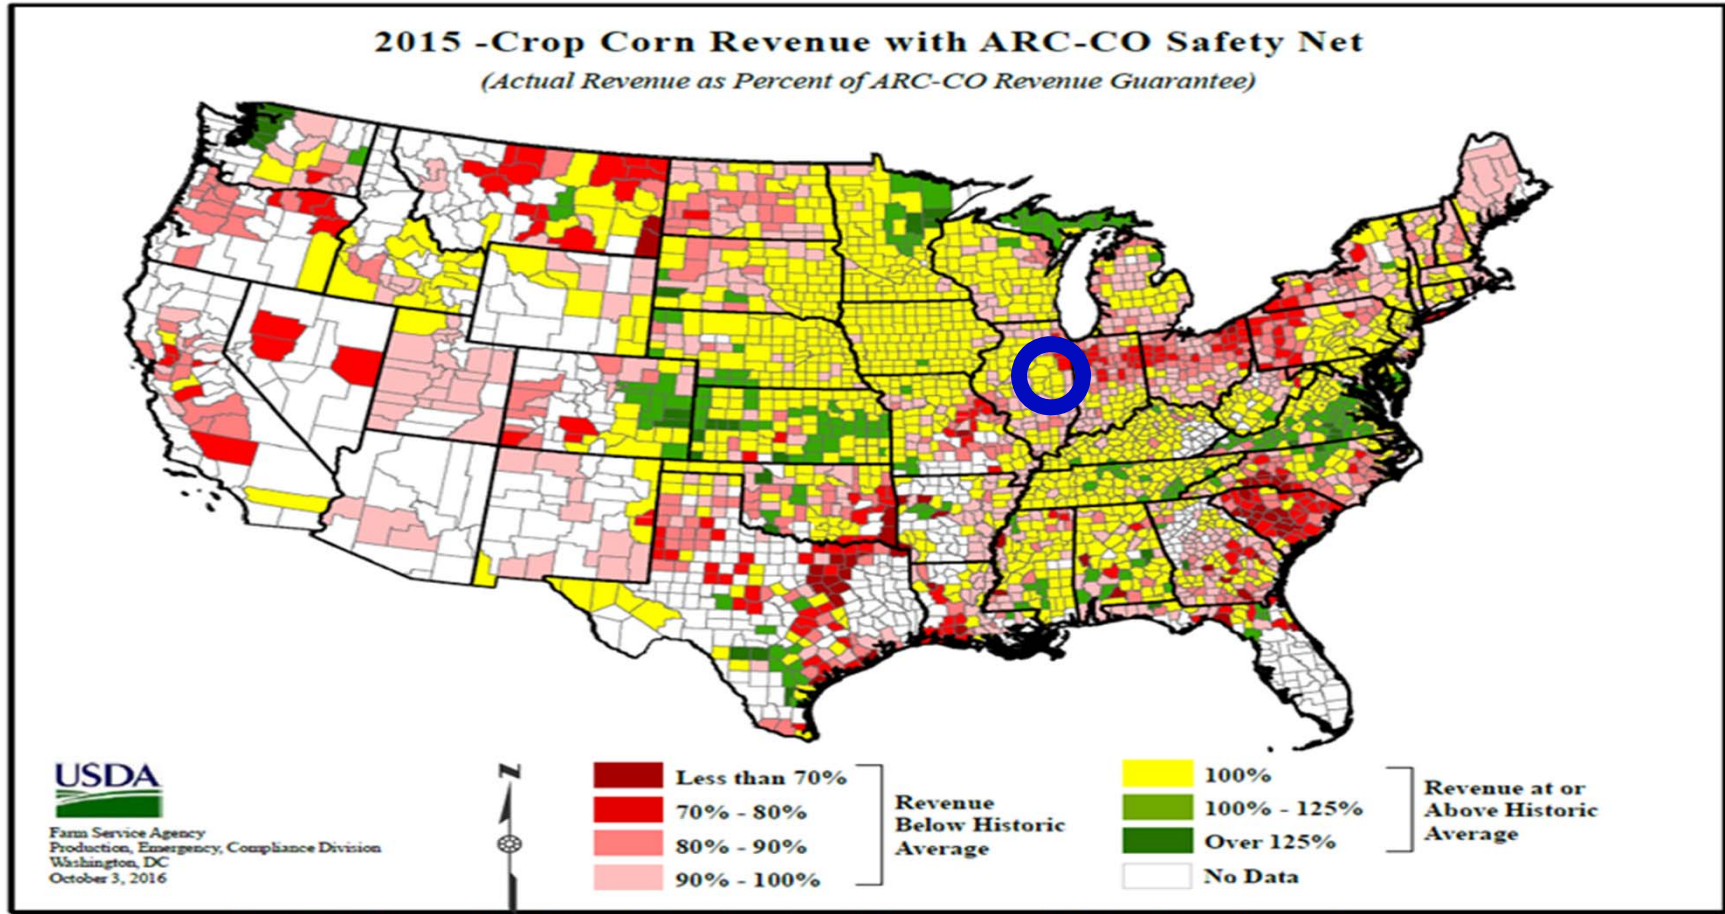 2015 -Crop Corn Revenue with ARC-CO Safety Net
(Actual Revenue as Percent of ARC-CO Revenue Guarantee)
USDA
Farm Service Agency
Production, Emergency, Compliance Division
Washington, DC
October 3, 2016
N
Less than 70%
70% - 80%
80% - 90%
90% - 100%
Revenue
Below Historic
Average
100%
100% - 125%
Over 125%
No Data
Revenue at or
Above Historic
Average